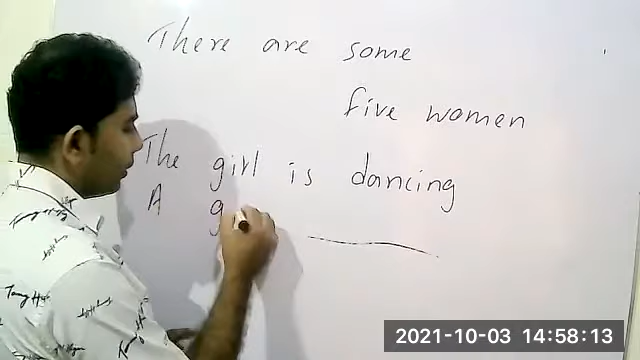 There are some
five women
The girl is dancing
A g
2021-10-03 14:58:13